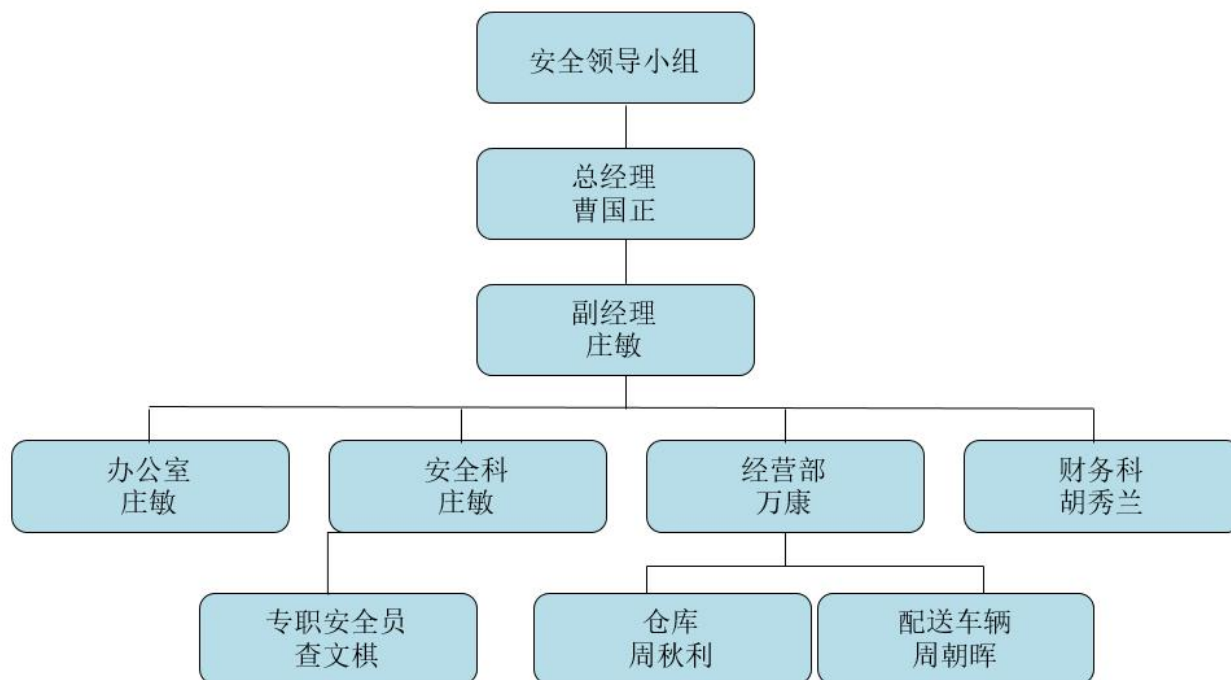 安全领导小组
总经理
曹国正
副经理
庄敏
办公室
庄敏
安全科
庄敏
经营部
万康
财务科
胡秀兰
专职安全员
查文棋
仓库
周秋利
配送车辆
周朝晖